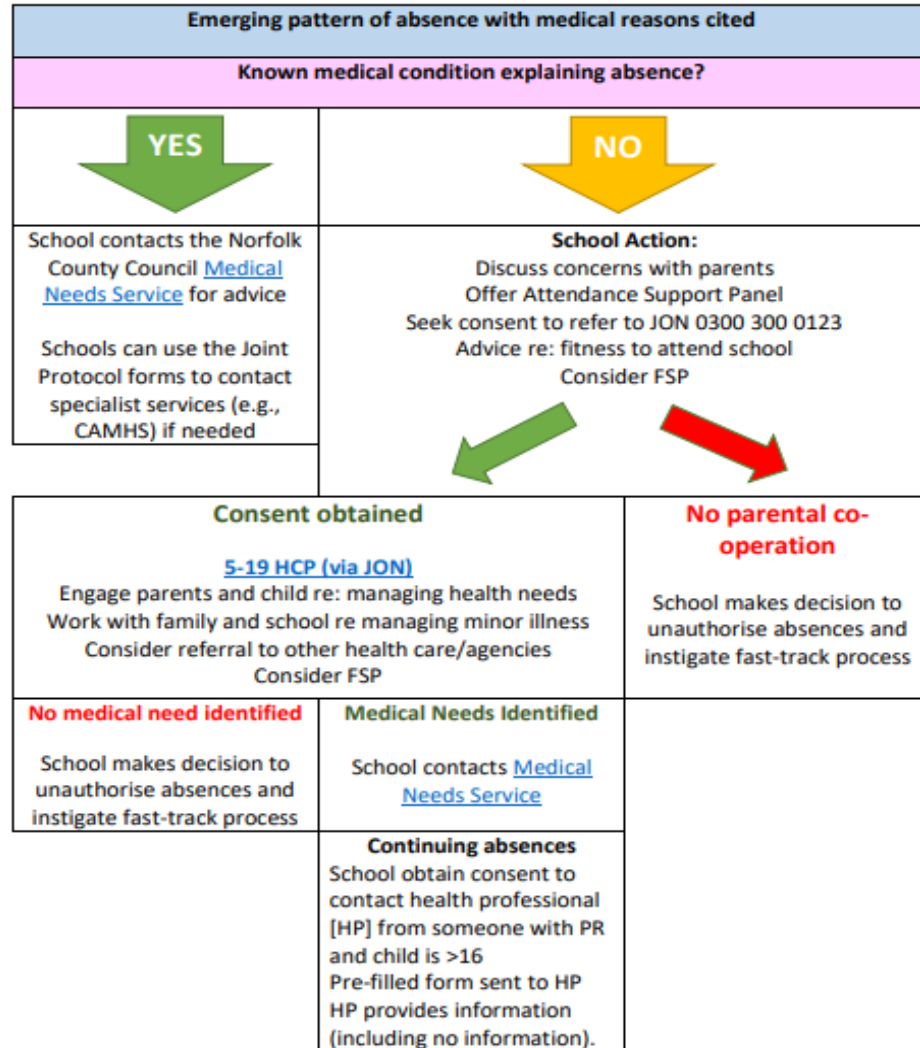 Emerging pattern of absence with medical reasons cited
Known medical condition explaining absence?
YES
NO
School contacts the Norfolk
County Council Medical
Needs Service for advice
Schools can use the Joint
Protocol forms to contact
specialist services (e.g.,
CAMHS) if needed
School Action:
Discuss concerns with parents
Offer Attendance Support Panel
Seek consent to refer to JON 0300 300 0123
Advice re: fitness to attend school
Consider FSP
Consent obtained
5-19 HCP (via JON)
Engage parents and child re: managing health needs
Work with family and school re managing minor illness
Consider referral to other health care/agencies
Consider FSP
No parental co-
operation
School makes decision to
unauthorise absences and
instigate fast-track process
No medical need identified
School makes decision to
unauthorise absences and
instigate fast-track process
Medical Needs Identified
School contacts Medical
Needs Service
Continuing absences
School obtain consent to
contact health professional
[HP] from someone with PR
and child is >16
Pre-filled form sent to HP
HP provides information
(including no information).